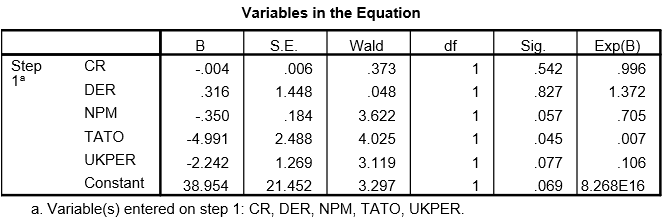 Variables in the Equation
B S.E. Wald df Sig. Exp(B)
Step 1a CR -.004 .006 .373 1 .542 .996
DER .316 1.448 .048 1 .827 1.372
NPM -.350 .184 3.622 1 .057 .705
TATO -4.991 2.488 4.025 1 .045 .007
UKPER -2.242 1.269 3.119 1 .077 .106
Constant 38.954 21.452 3.297 1 .069 8.268E16
a. Variable(s) entered on step 1: CR, DER, NPM, TATO, UKPER.